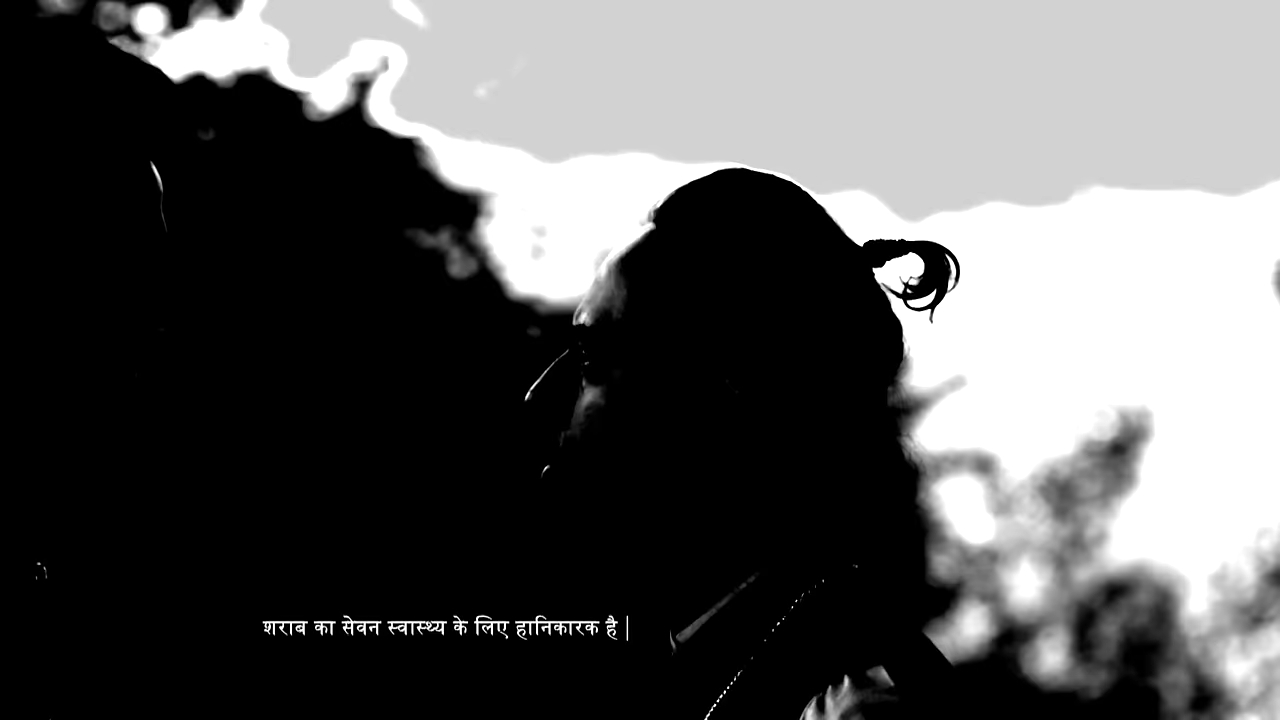 शराब का सेवन स्वास्थ्य के लिए हानिकारक है |